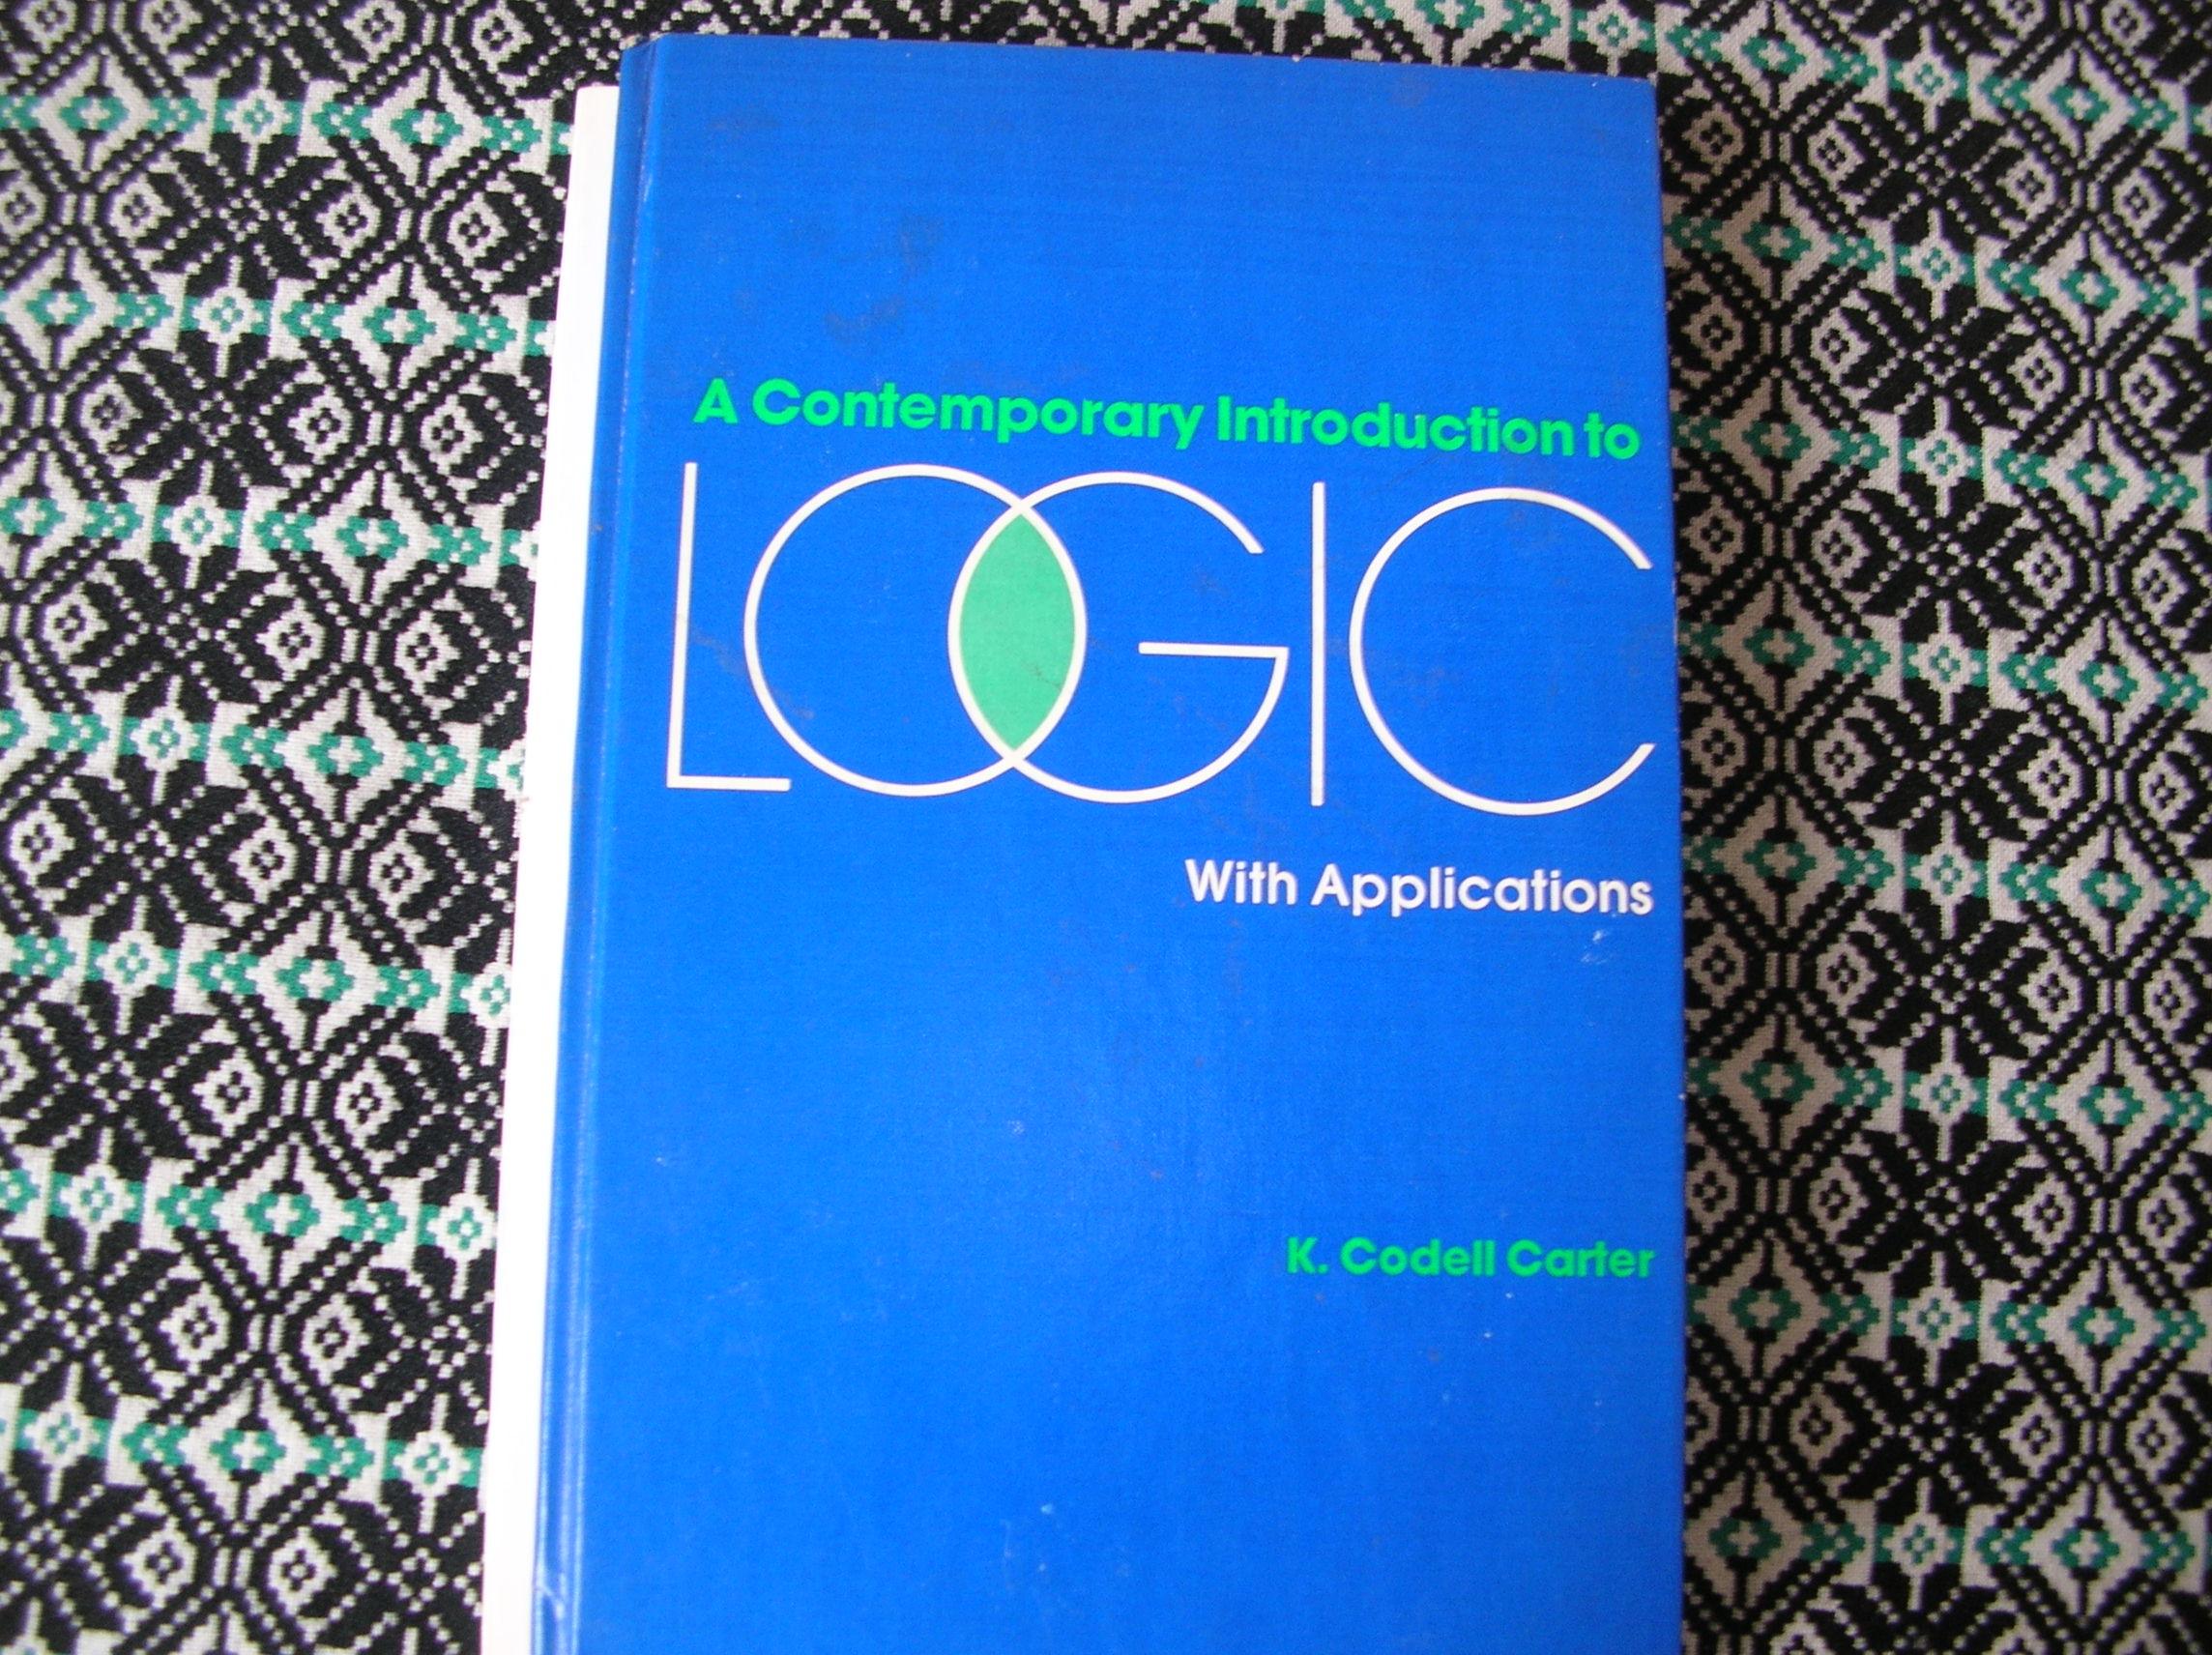 A Contemporary Introduction to
LOGIC
With Applications
K. Codell Carter